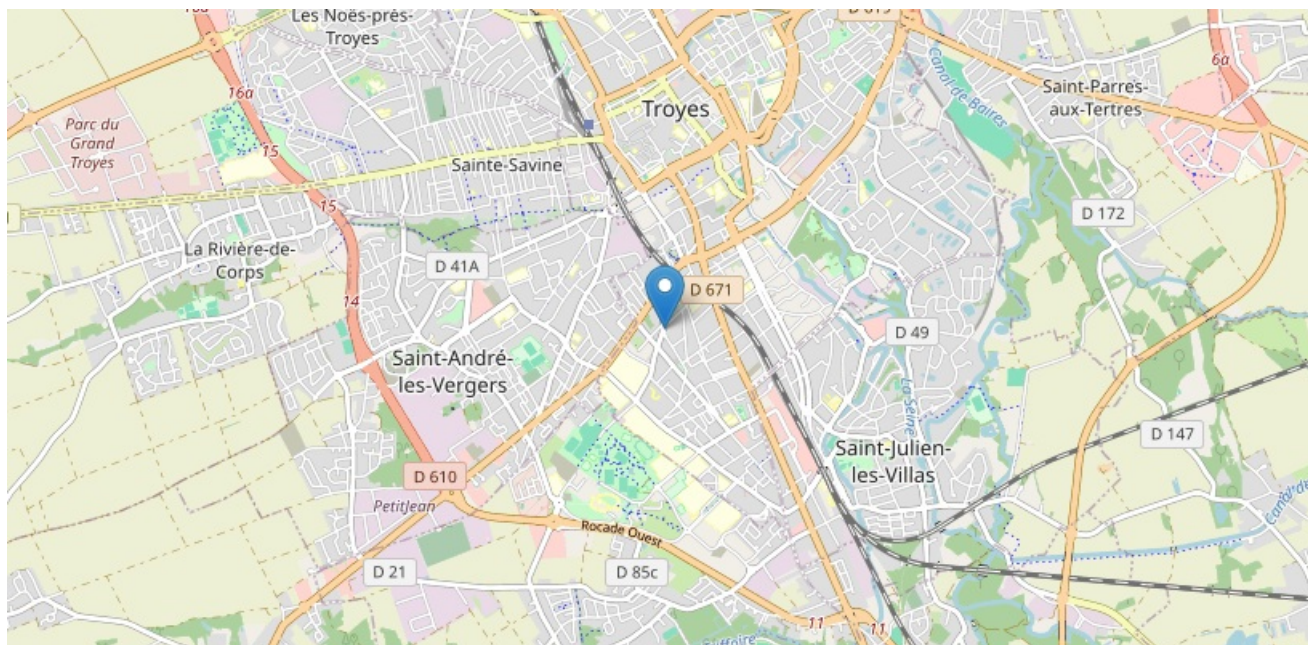 Les Noës-près-
Troyes
D 619
16a
6a
Canal de Baires
Saint-Parres-
aux-Tertres
Troyes
Parc du
Grand
Troyes
15
Sainte-Savine
15
D 172
La Rivière-de-
Corps
D 41A
D 671
14
D 49
Saint-André-
les-Vergers
La Seine
D 147
Saint-Julien-
les-Villas
D 610
PetitJean
Rocade Ouest
D 21
D 85c
11
11